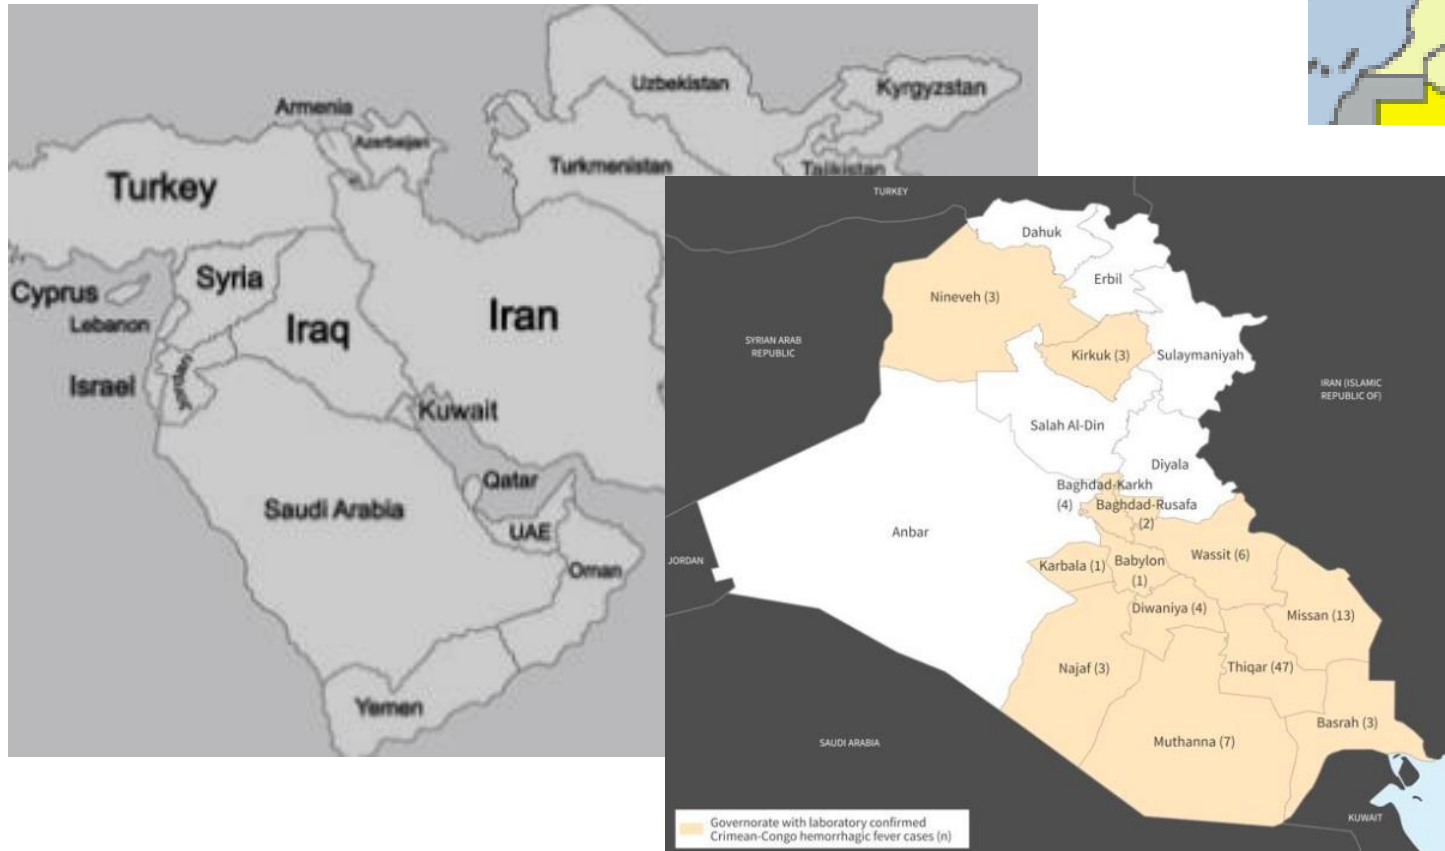 Uzbekistan
Kyrgyzstan
Armenia
Azerbaijan
Turkmenistan
Tajikistan
Turkey
Syria
Cyprus
Lebanon
Iraq
Iran
Israel
Jordan
Kuwait
Qatar
Saudi Arabia
UAE
Oman
Yemen
TURKEY
Dahuk
Erbil
Nineveh (3)
SYRIAN ARAB
REPUBLIC
Kirkuk (3)
Sulaymaniyah
IRAN (ISLAMIC
REPUBLIC OF)
Salah Al-Din
Diyala
Baghdad-Karkh
(4)
Baghdad-Rusafa
(2)
Anbar
JORDAN
Karbala (1)
Babylon
(1)
Wassit (6)
Diwaniya (4)
Missan (13)
Najaf (3)
Thiqar (47)
Basrah (3)
Muthanna (7)
SAUDI ARABIA
KUWAIT
Governorate with laboratory confirmed
Crimean-Congo hemorrhagic fever cases (n)